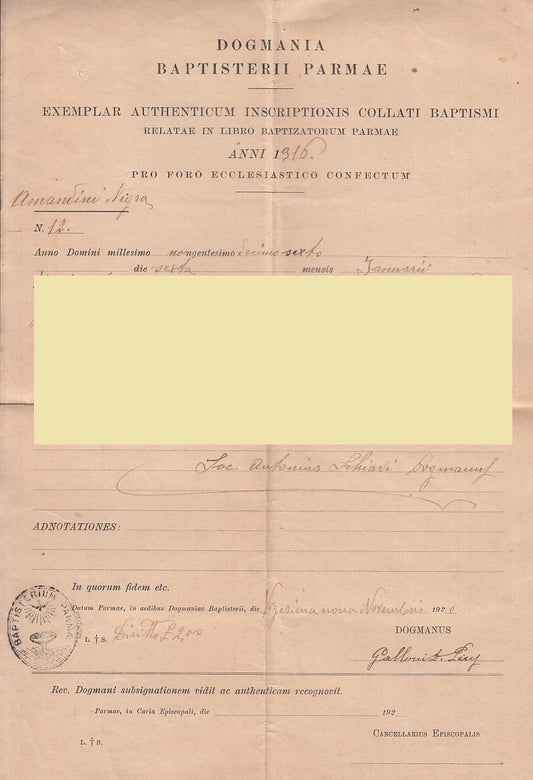 DOGMANIA
BAPTISTERII PARMAE
EXEMPLAR AUTHENTICUM INSCRIPTIONIS COLLATI BAPTISMI
RELATAE IN LIBRO BAPTIZATORUM PARMAE
ANNI 1916.
PRO FORO ECCLESIASTICO CONFECTUM
Amandini Nigra
N. 12.
Anno Domini millesimo nongentesimo decimo sexto
die sexta mensis Januarii
Antonius Schiari
ADNOTATIONES:
In quorum fidem etc.
Datum Parmae, in aedibus Dogmaniae Baptisterii, die Vigesima nona Novembris 192
DOGMANUS
L. † S. Diritto L 2,00
BAPTISTERIUM PARMAE
Rev. Dogmani subsignationem vidit ac authenticam recognovit.
Parmae, in Curia Episcopali, die 192
CANCELLARIUS EPISCOPALIS
L. † S.